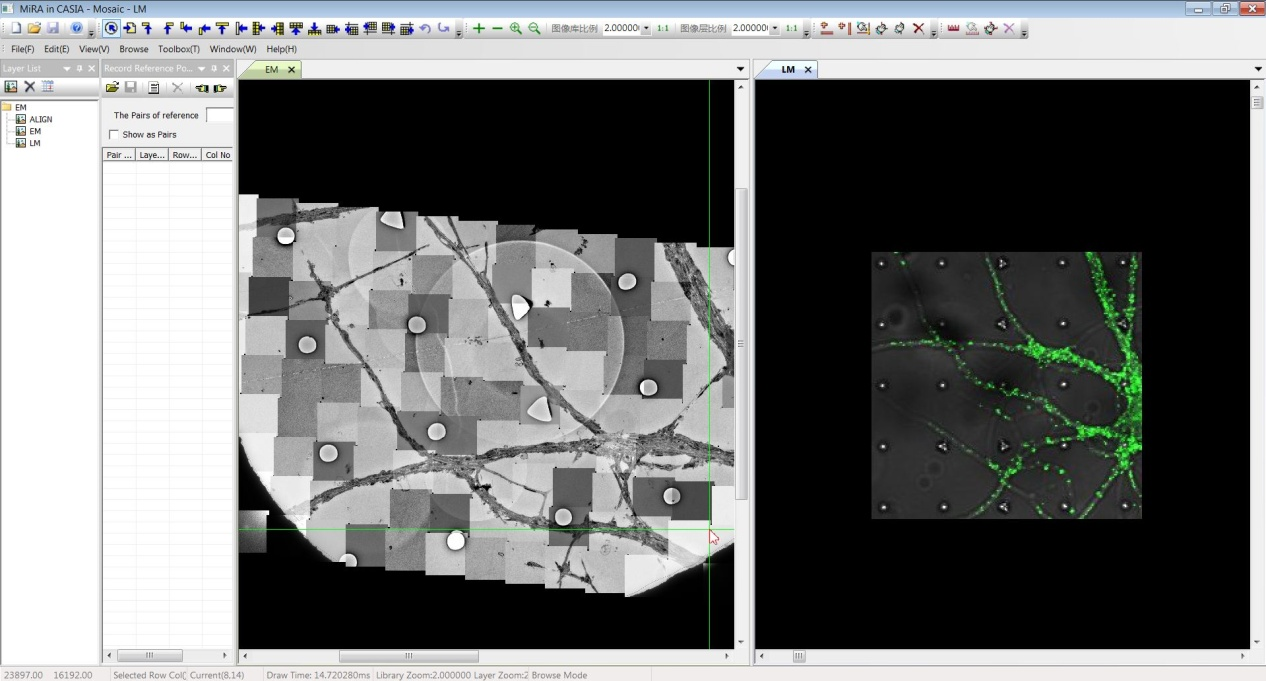 MiRA in CASIA - Mosaic - LM
图像库比例 2.00000 1:1 图像层比例 2.00000 1:1
File(F) Edit(E) View(V) Browse Toolbox(T) Window(W) Help(H)
Layer List
EM
ALIGN
EM
LM
Record Reference Po...
The Pairs of reference
Show as Pairs
Pair ... Laye... Row... Col No
EM
LM
23897.00 16192.00 Selected Row Col( Current(8.14) Draw Time: 14.720280ms Library Zoom:2.000000 Layer Zoom:2 Browse Mode